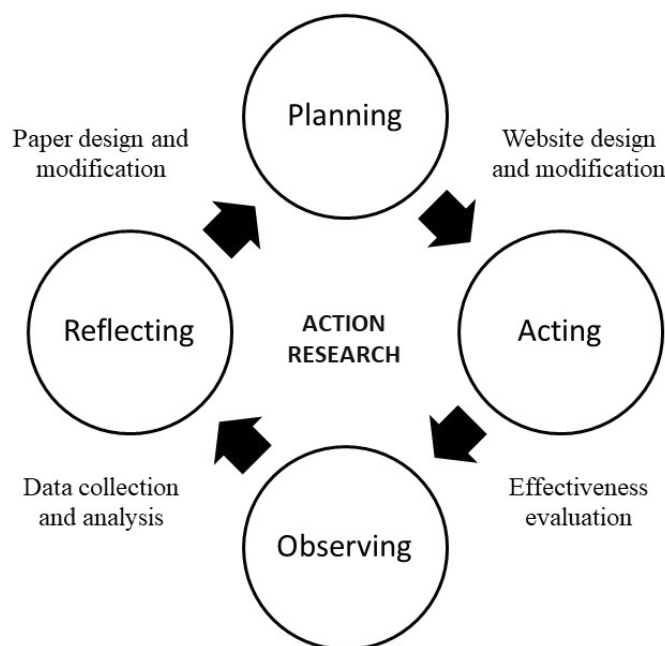 Planning
Paper design and
modification
Website design
and modification
Reflecting
ACTION
RESEARCH
Acting
Data collection
and analysis
Effectiveness
evaluation
Observing